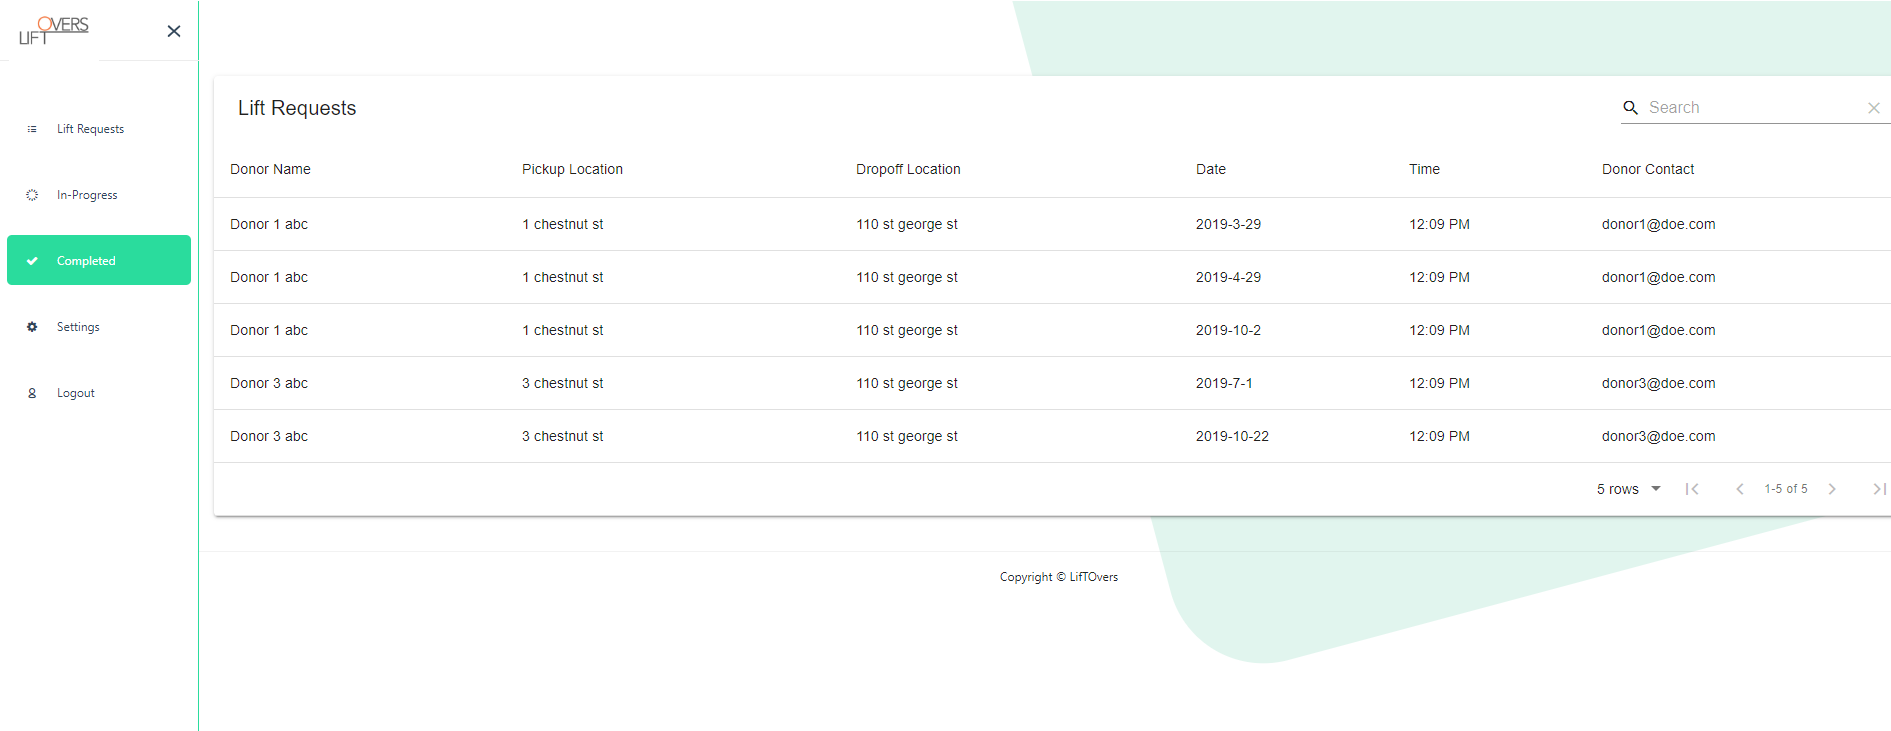 LIFTOVERS
Lift Requests
In-Progress
Completed
Settings
Logout
Lift Requests
Search
Donor Name Pickup Location Dropoff Location Date Time Donor Contact
Donor 1 abc 1 chestnut st 110 st george st 2019-3-29 12:09 PM donor1@doe.com
Donor 1 abc 1 chestnut st 110 st george st 2019-4-29 12:09 PM donor1@doe.com
Donor 1 abc 1 chestnut st 110 st george st 2019-10-2 12:09 PM donor1@doe.com
Donor 3 abc 3 chestnut st 110 st george st 2019-7-1 12:09 PM donor3@doe.com
Donor 3 abc 3 chestnut st 110 st george st 2019-10-22 12:09 PM donor3@doe.com
5 rows 1-5 of 5
Copyright © LifTOvers